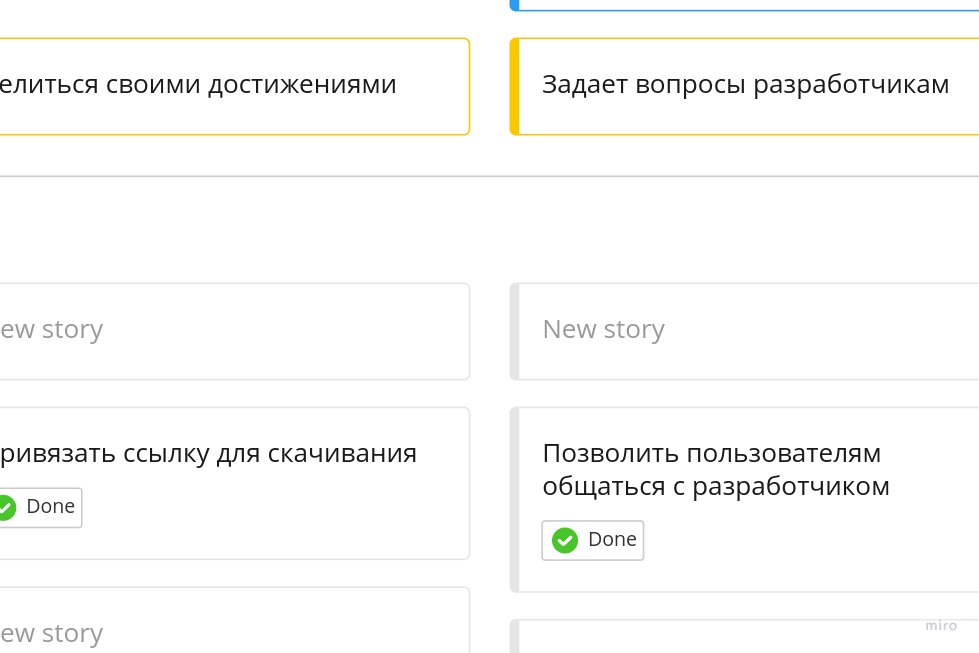 елиться своими достижениями
Задает вопросы разработчикам
ew story
New story
ривязать ссылку для скачивания
Done
Позволить пользователям
общаться с разработчиком
Done
ew story
miro